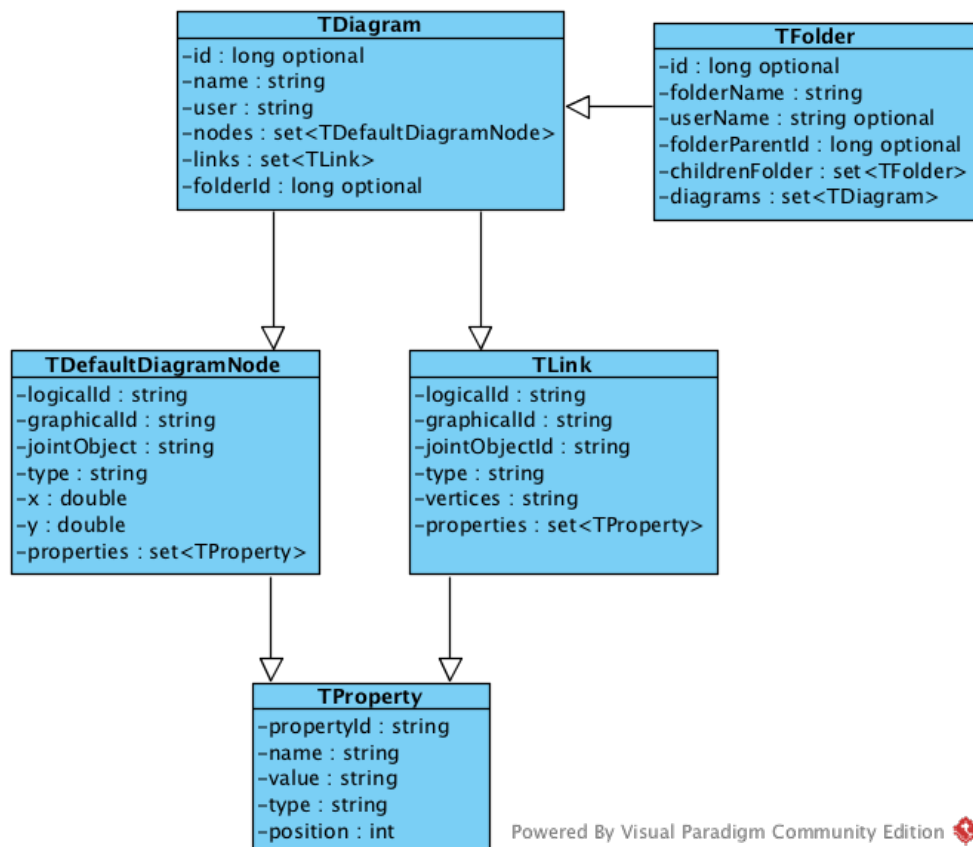 TDiagram
-id : long optional
-name : string
-user : string
-nodes : set<TDefaultDiagramNode>
-links : set<TLink>
-folderId : long optional
TFolder
-id : long optional
-folderName : string
-userName : string optional
-folderParentId : long optional
-childrenFolder : set<TFolder>
-diagrams : set<TDiagram>
TDefaultDiagramNode
-logicalId : string
-graphicalId : string
-jointObject : string
-type : string
-x : double
-y : double
-properties : set<TProperty>
TLink
-logicalId : string
-graphicalId : string
-jointObjectId : string
-type : string
-vertices : string
-properties : set<TProperty>
TProperty
-propertyId : string
-name : string
-value : string
-type : string
-position : int
Powered By Visual Paradigm Community Edition